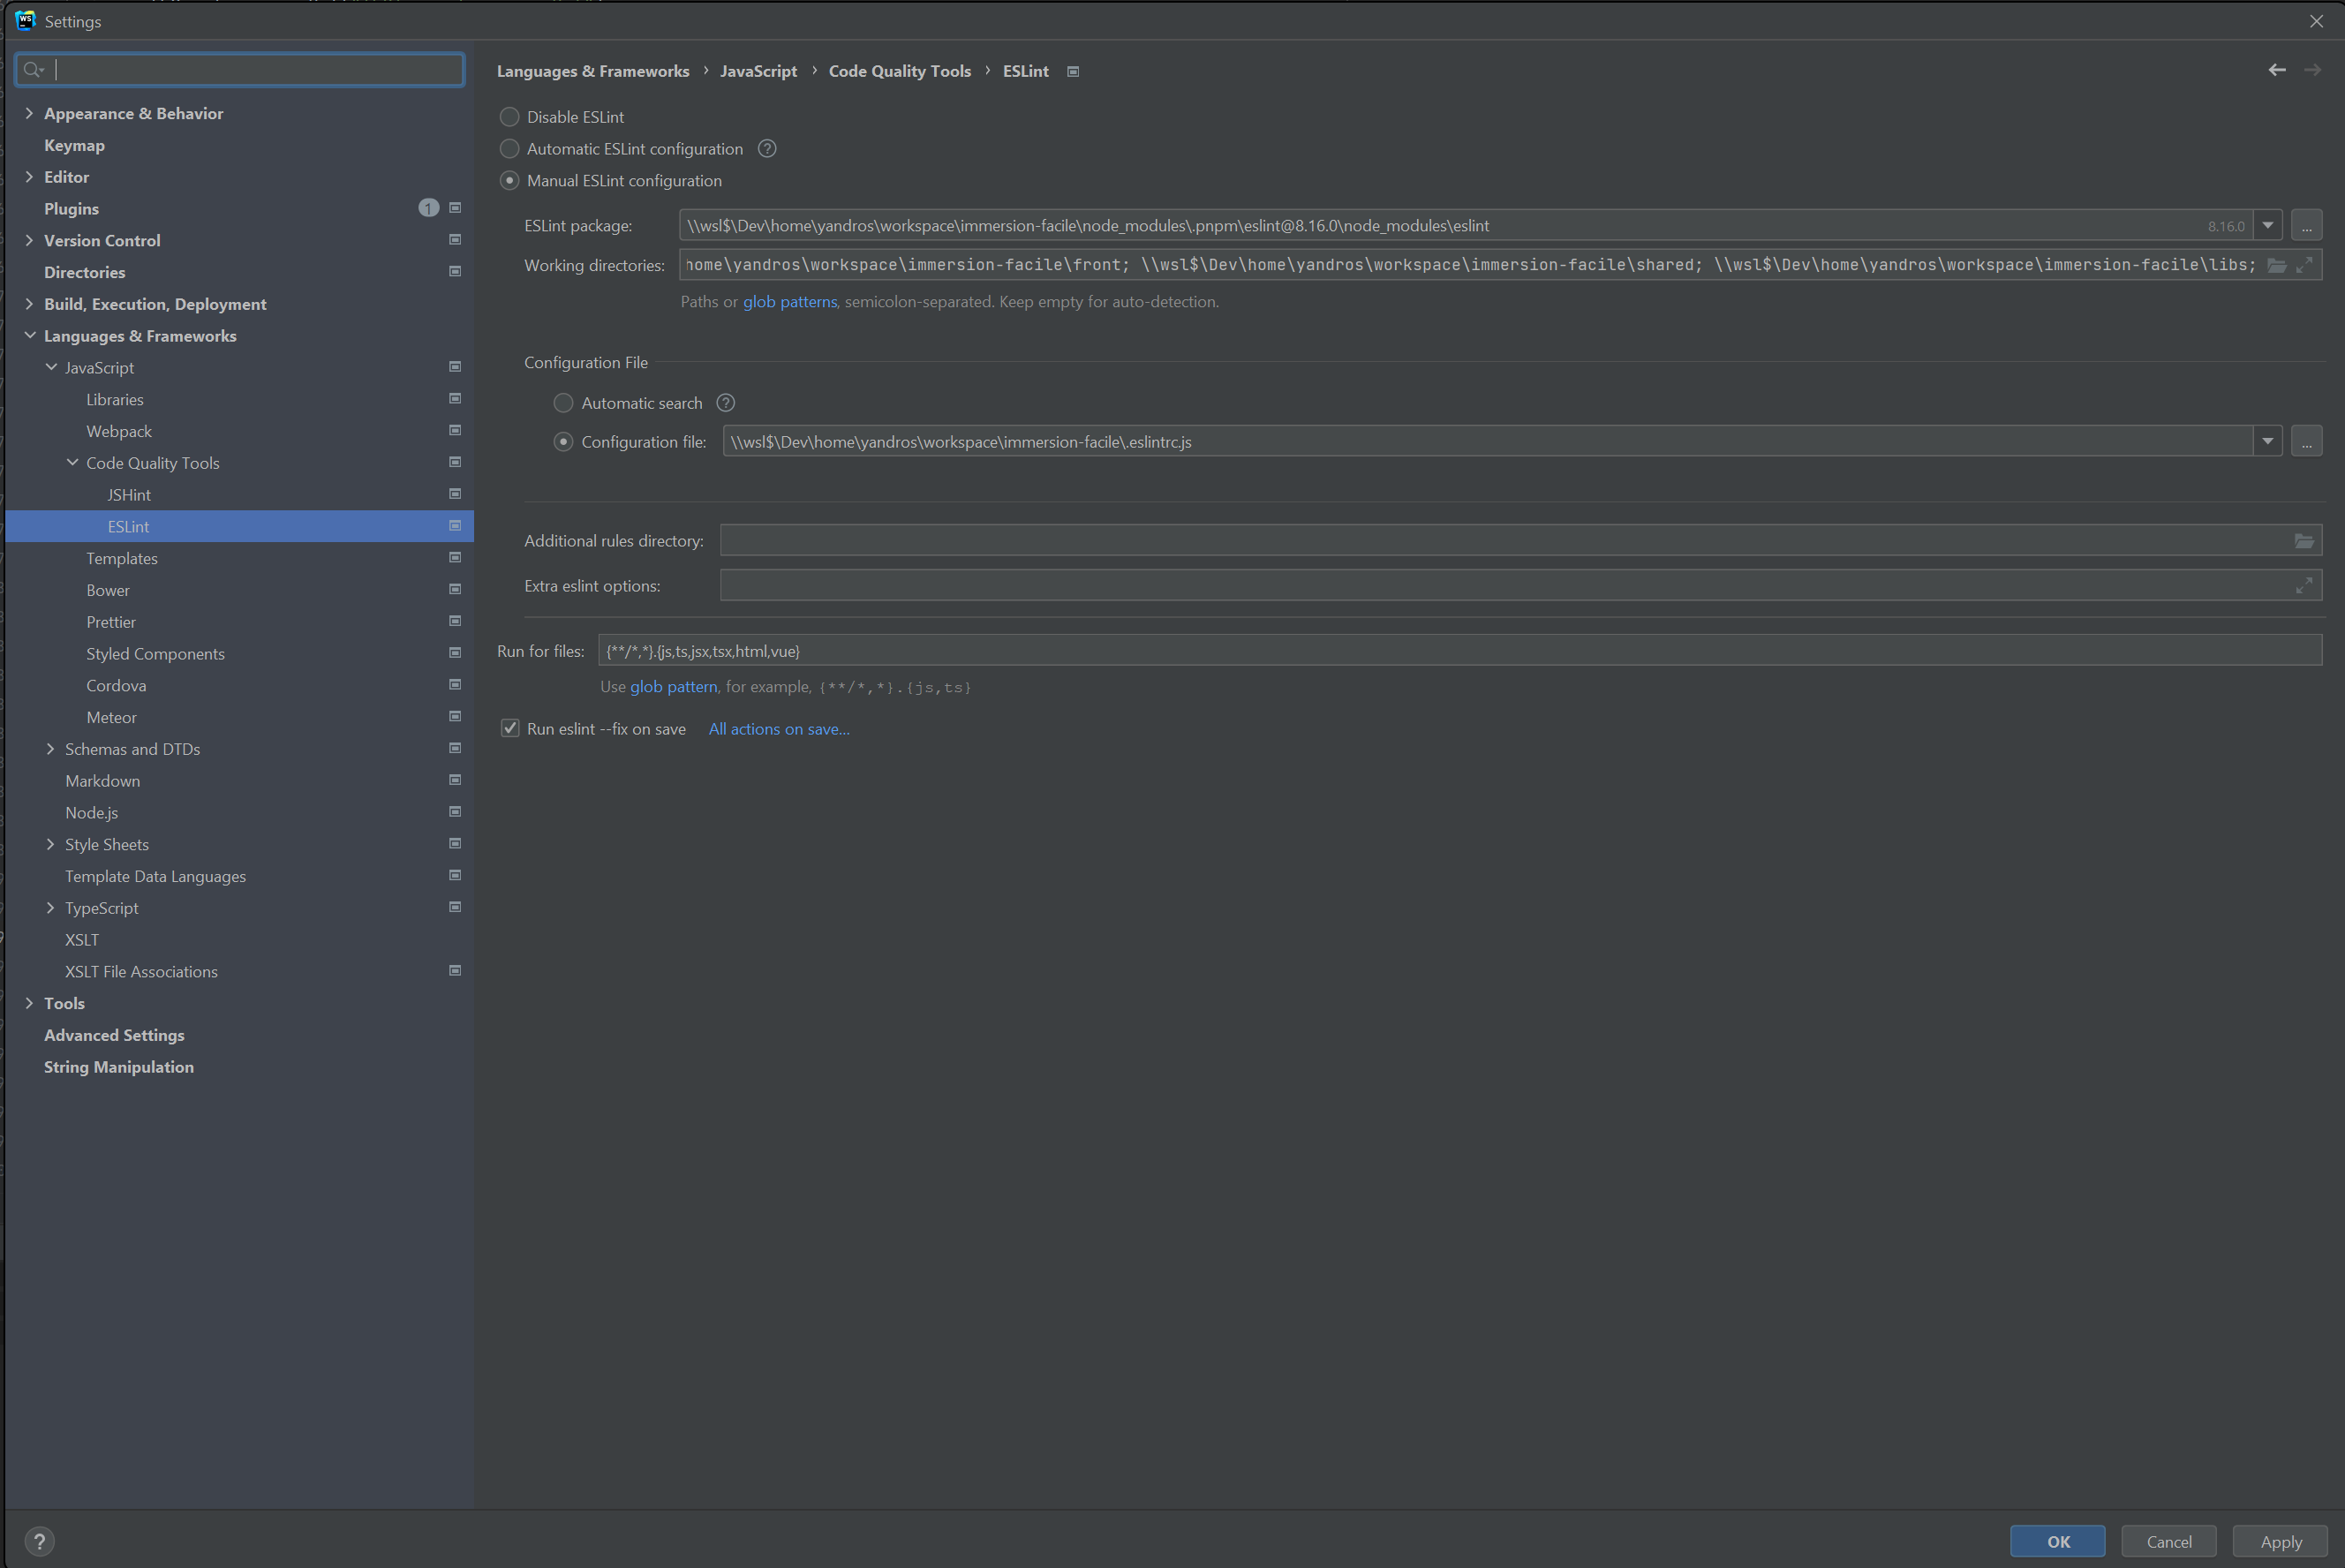 Settings
Appearance & Behavior
Keymap
Editor
Plugins 1
Version Control
Directories
Build, Execution, Deployment
Languages & Frameworks
JavaScript
Libraries
Webpack
Code Quality Tools
JSHint
ESLint
Templates
Bower
Prettier
Styled Components
Cordova
Meteor
Schemas and DTDs
Markdown
Node.js
Style Sheets
Template Data Languages
TypeScript
XSLT
XSLT File Associations
Tools
Advanced Settings
String Manipulation
Languages & Frameworks › JavaScript › Code Quality Tools › ESLint
Disable ESLint
Automatic ESLint configuration ?
Manual ESLint configuration
ESLint package: \\wsl$\Dev\home\yandros\workspace\immersion-facile\node_modules\.pnpm\eslint@8.16.0\node_modules\eslint 8.16.0 ...
Working directories: home\yandros\workspace\immersion-facile\front; \\wsl$\Dev\home\yandros\workspace\immersion-facile\shared; \\wsl$\Dev\home\yandros\workspace\immersion-facile\libs;
Paths or glob patterns, semicolon-separated. Keep empty for auto-detection.
Configuration File
Automatic search ?
Configuration file: \\wsl$\Dev\home\yandros\workspace\immersion-facile\.eslintrc.js ...
Additional rules directory:
Extra eslint options:
Run for files: {**/*,*}.{js,ts,jsx,tsx,html,vue}
Use glob pattern, for example, {**/*,*}.{js,ts}
Run eslint --fix on save All actions on save...
? OK Cancel Apply